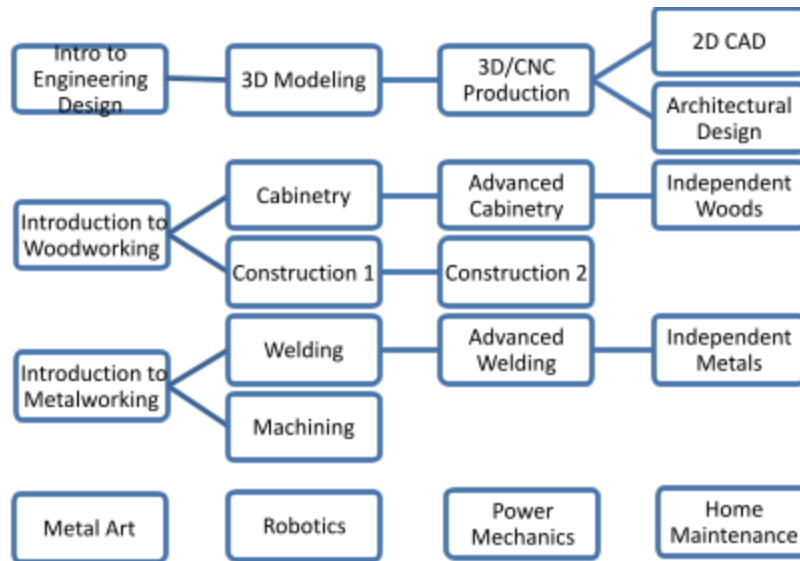 Intro to
Engineering
Design
3D Modeling
3D/CNC
Production
2D CAD
Architectural
Design
Introduction to
Woodworking
Cabinetry
Advanced
Cabinetry
Independent
Woods
Construction 1
Construction 2
Introduction to
Metalworking
Welding
Advanced
Welding
Independent
Metals
Machining
Metal Art
Robotics
Power
Mechanics
Home
Maintenance